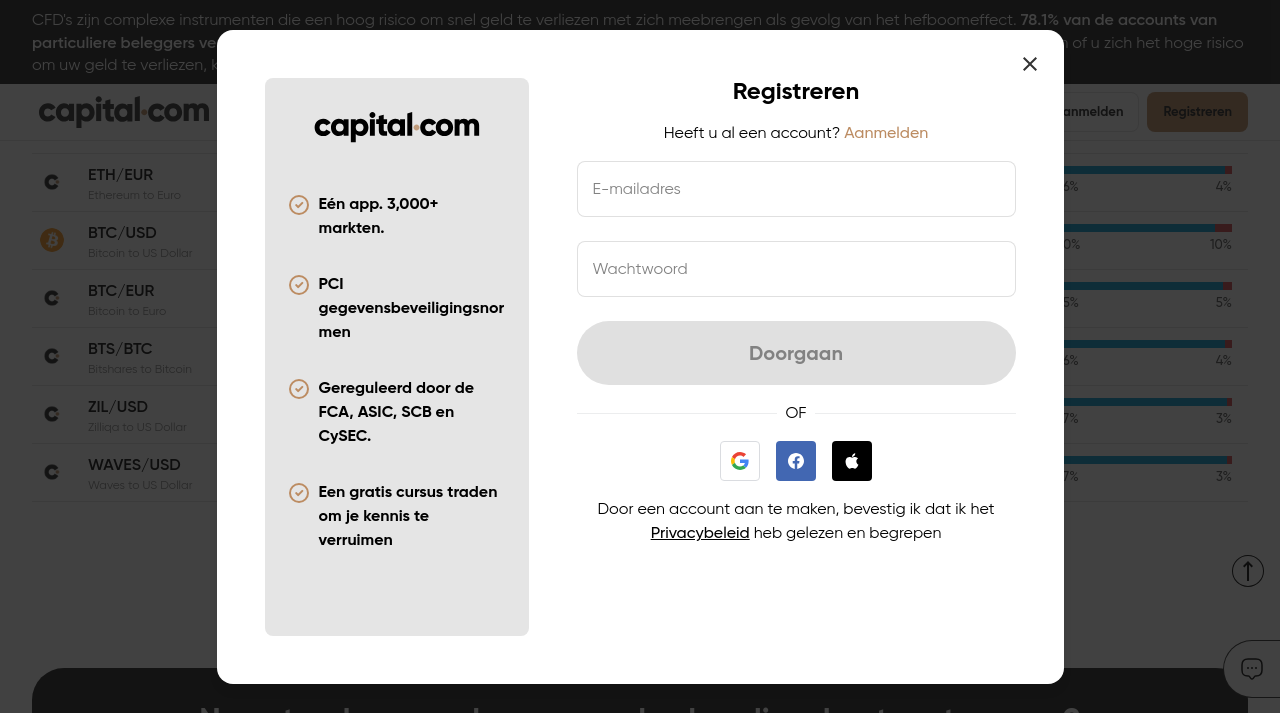 CFD's zijn complexe instrumenten die een hoog risico om snel geld te verliezen met zich meebrengen als gevolg van het hefboomeffect. 78.1% van de accounts van
particuliere beleggers ve
n of u zich het hoge risico
om uw geld te verliezen, k
capital.com
anmelden
Registreren
ETH/EUR
Ethereum to Euro
6%
4%
BTC/USD
Bitcoin to US Dollar
0%
10%
BTC/EUR
Bitcoin to Euro
5%
5%
BTS/BTC
Bitshares to Bitcoin
6%
4%
ZIL/USD
Zilliqa to US Dollar
7%
3%
WAVES/USD
Waves to US Dollar
7%
3%
capital.com
Eén app. 3,000+
markten.
PCI
gegevensbeveiligingsnor
men
Gereguleerd door de
FCA, ASIC, SCB en
CySEC.
Een gratis cursus traden
om je kennis te
verruimen
Registreren
Heeft u al een account? Aanmelden
E-mailadres
Wachtwoord
Doorgaan
OF
Door een account aan te maken, bevestig ik dat ik het
Privacybeleid heb gelezen en begrepen